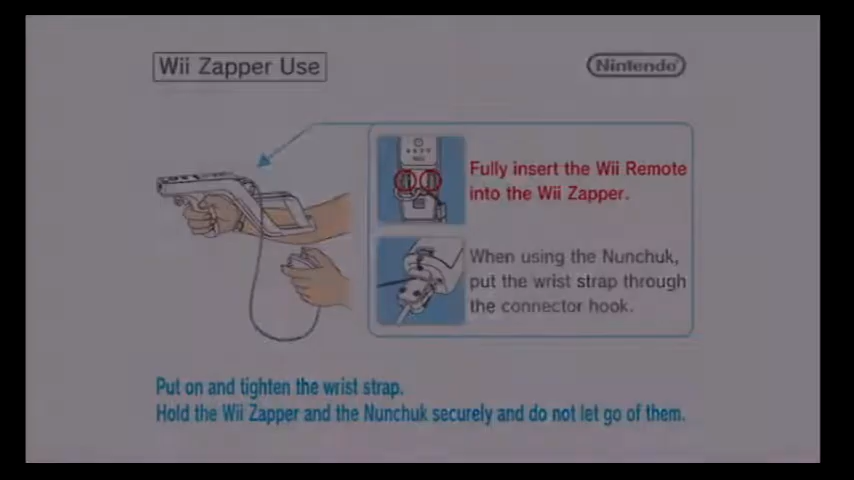 Wii Zapper Use
Nintendo
Fully insert the Wii Remote
into the Wii Zapper.
When using the Nunchuk,
put the wrist strap through
the connector hook.
Put on and tighten the wrist strap.
Hold the Wii Zapper and the Nunchuk securely and do not let go of them.